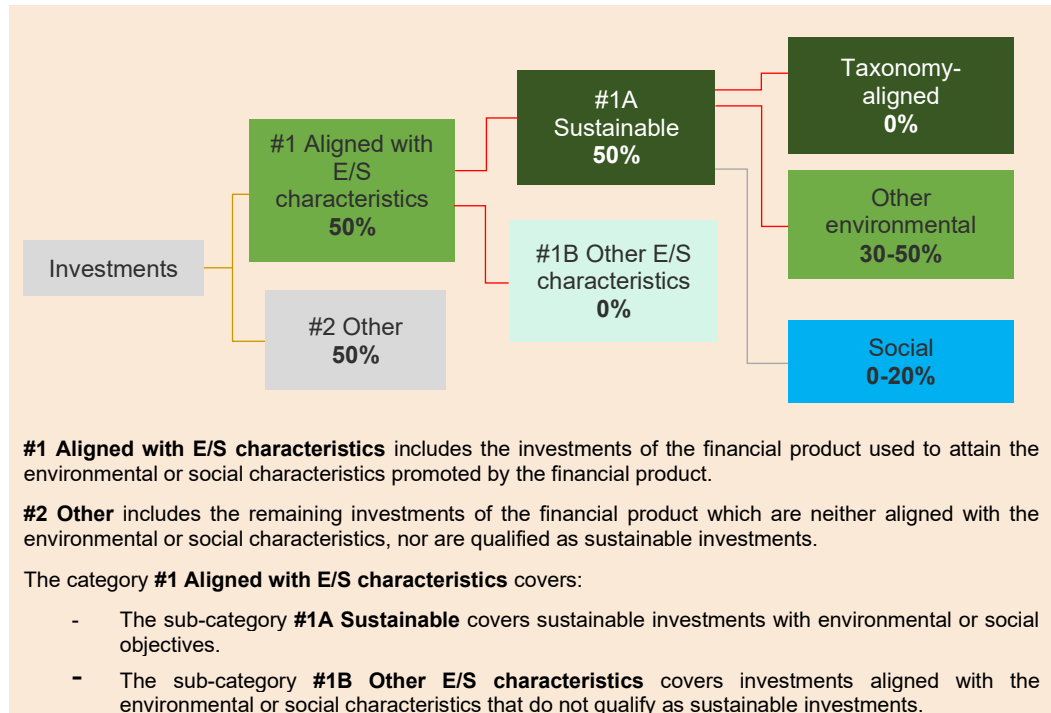 Investments
#1 Aligned with
E/S
characteristics
50%
#2 Other
50%
#1A
Sustainable
50%
#1B Other E/S
characteristics
0%
Taxonomy-
aligned
0%
Other
environmental
30-50%
Social
0-20%
#1 Aligned with E/S characteristics includes the investments of the financial product used to attain the
environmental or social characteristics promoted by the financial product.
#2 Other includes the remaining investments of the financial product which are neither aligned with the
environmental or social characteristics, nor are qualified as sustainable investments.
The category #1 Aligned with E/S characteristics covers:
- The sub-category #1A Sustainable covers sustainable investments with environmental or social
objectives.
- The sub-category #1B Other E/S characteristics covers investments aligned with the
environmental or social characteristics that do not qualify as sustainable investments.